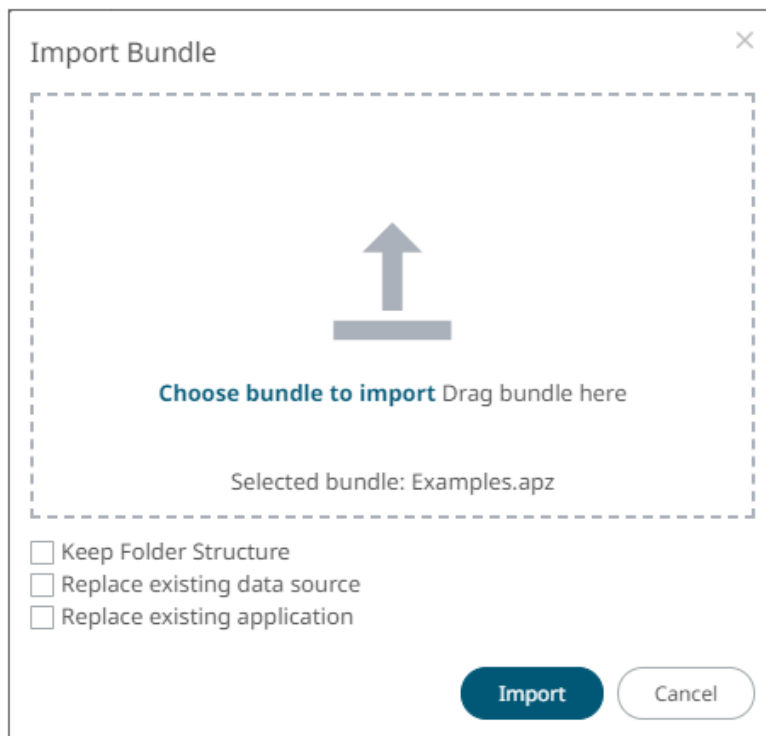 Import Bundle
Choose bundle to import Drag bundle here
Selected bundle: Examples.apz
Keep Folder Structure
Replace existing data source
Replace existing application
Import Cancel